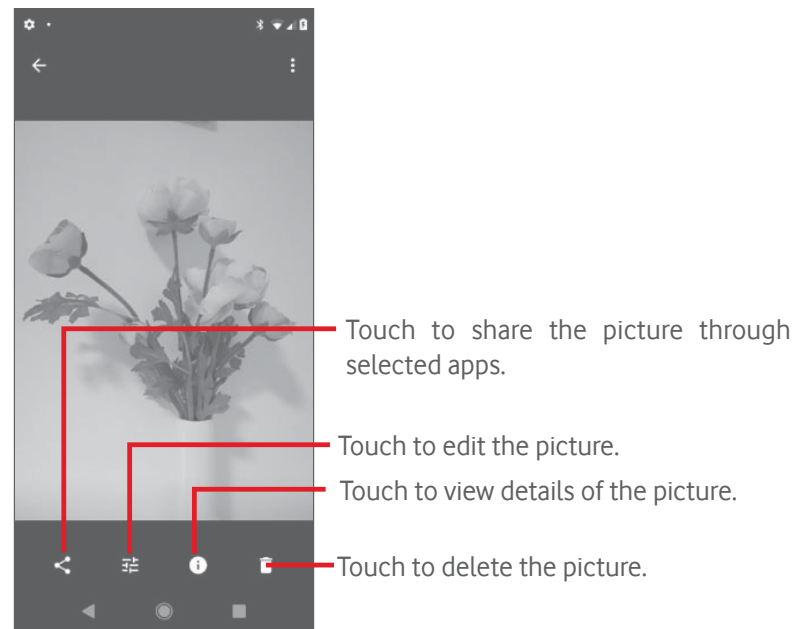 Touch to share the picture through
selected apps.
Touch to edit the picture.
Touch to view details of the picture.
Touch to delete the picture.